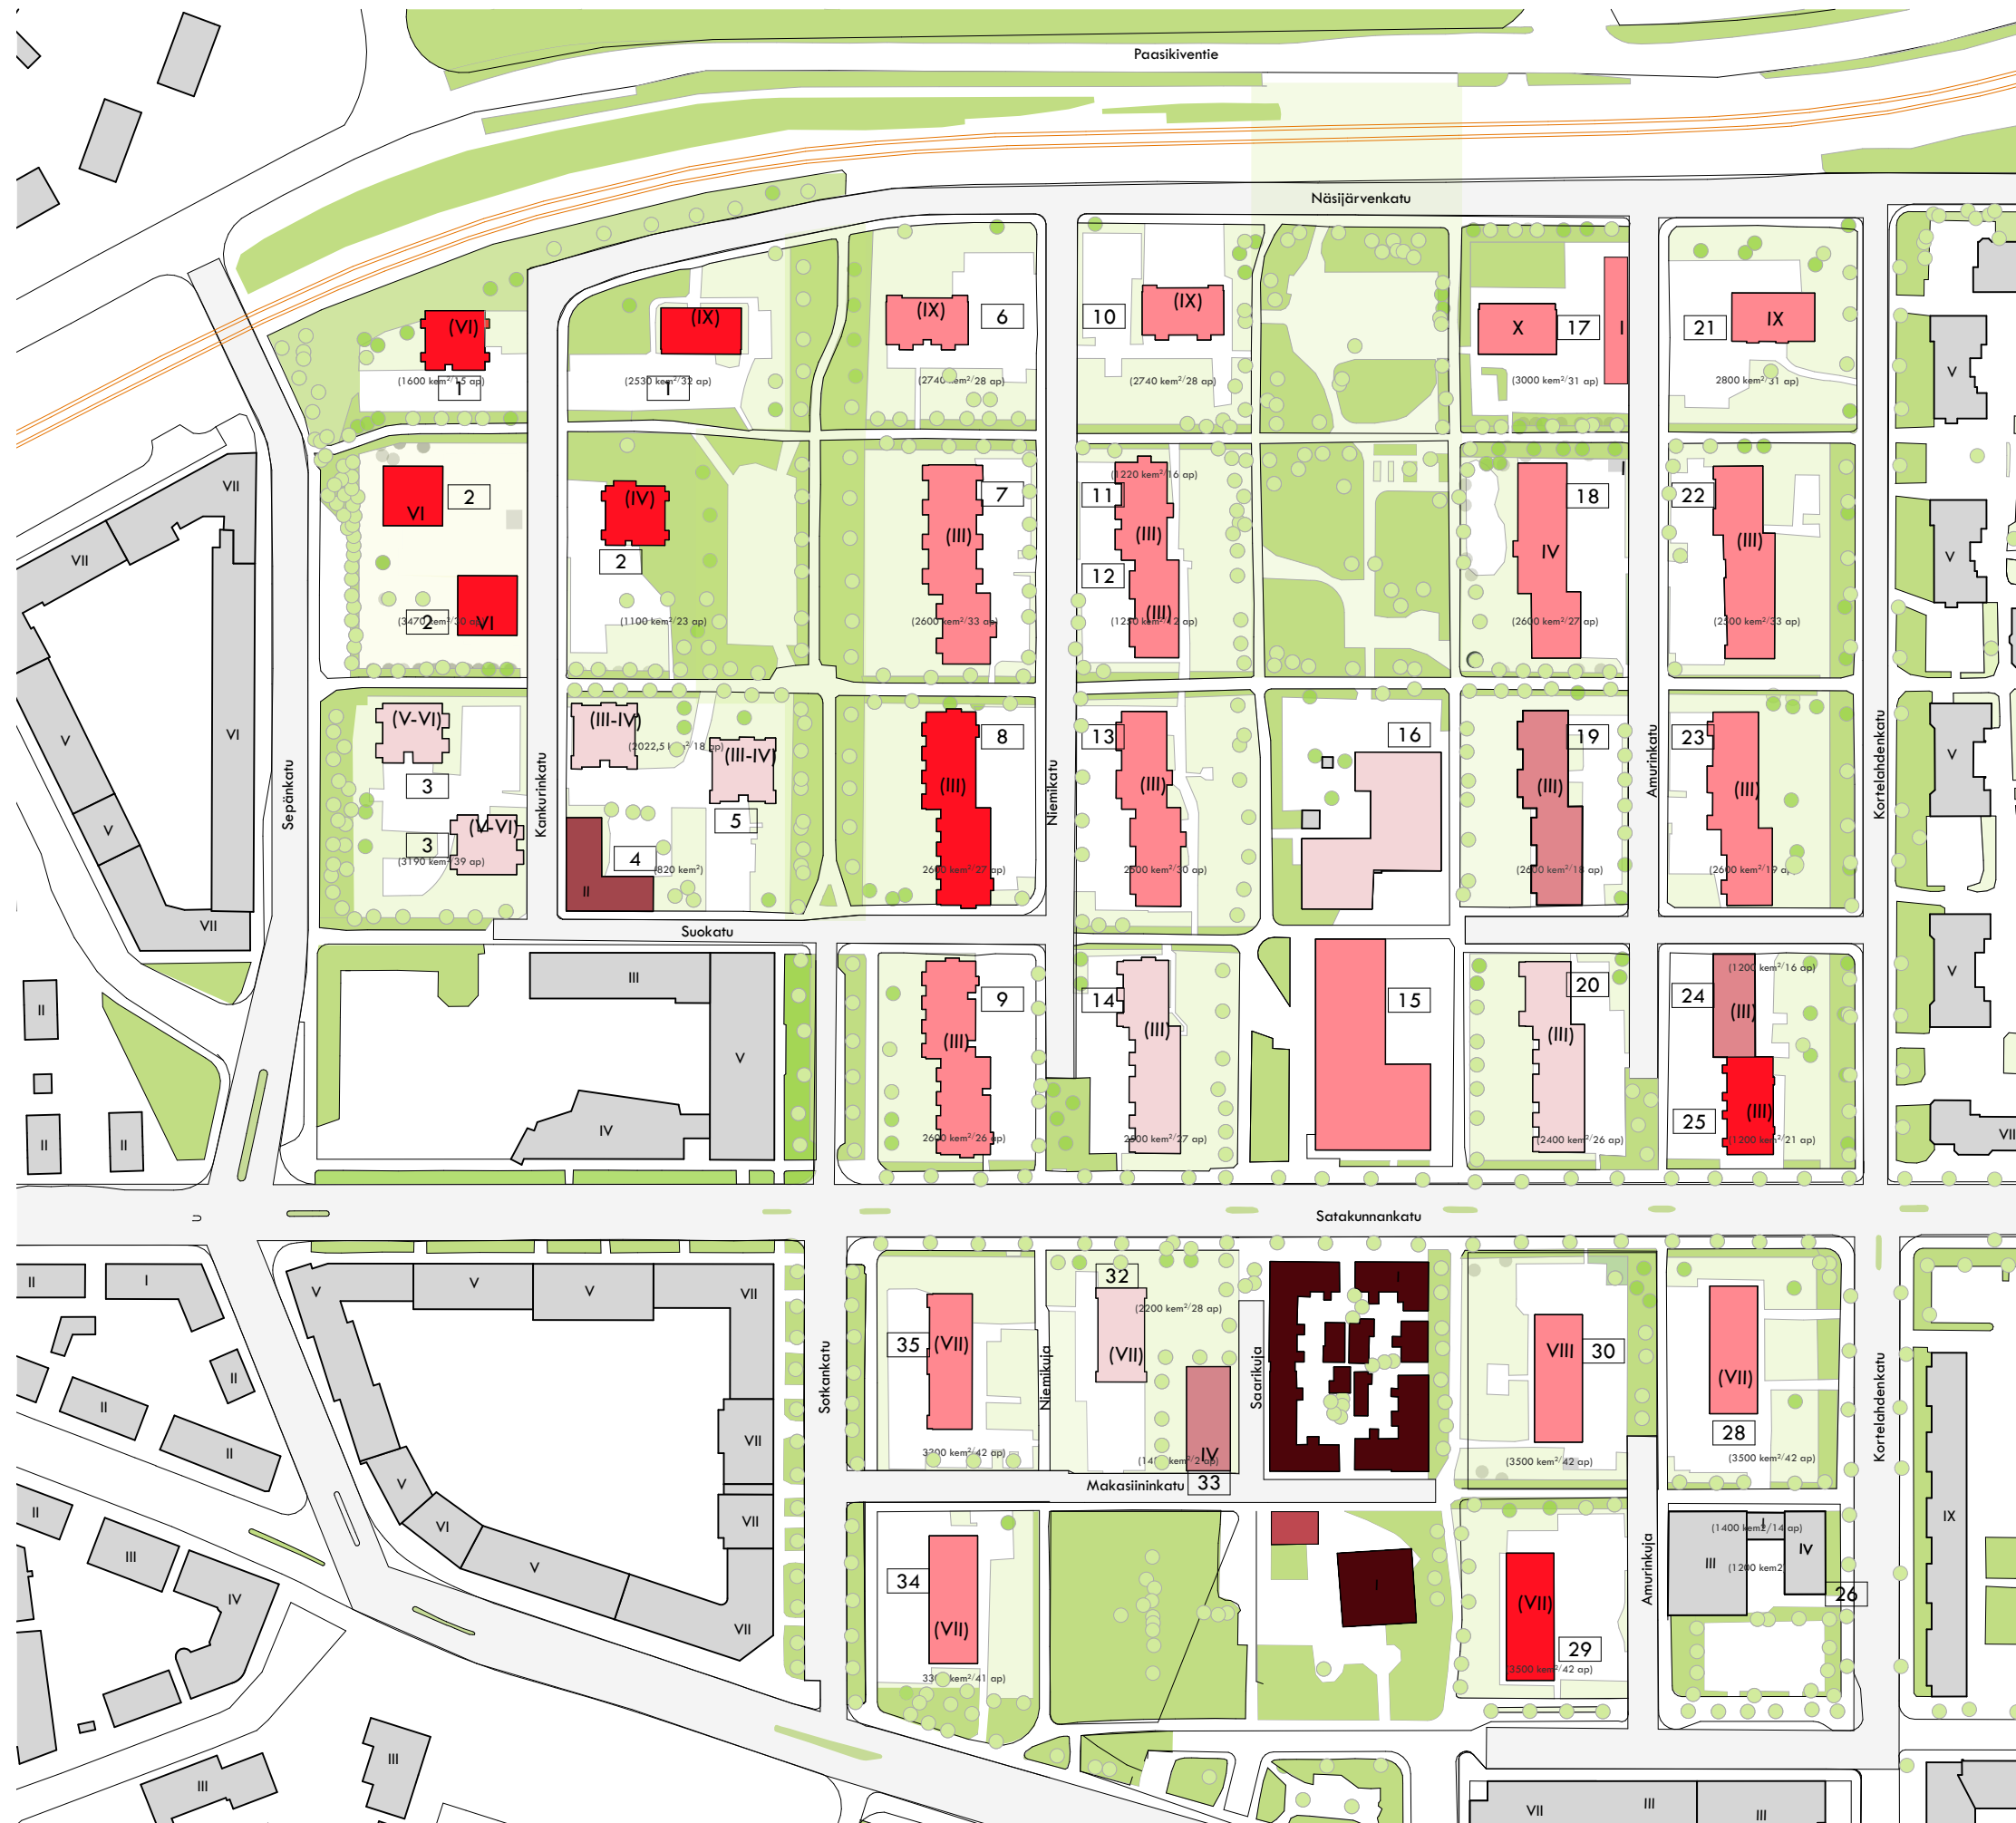 Paasikiventie
Näsijärvenkatu
(VI)
(1600 kem²/15 ap)
1
(IX)
(2530 kem²/32 ap)
1
(IX)
6
(2740 kem²/28 ap)
10
(IX)
(2740 kem²/28 ap)
X
17
I
(3000 kem²/31 ap)
21
IX
2800 kem²/31 ap)
V
VII
VII
VI
V
V
VII
VI
2
2
VI
(3470 kem²/30 ap)
(IV)
2
(1100 kem²/23 ap)
7
(III)
(2600 kem²/33 ap)
(1220 kem²/16 ap)
11
(III)
12
(III)
(1250 kem²/12 ap)
18
IV
(2600 kem²/27 ap)
22
(III)
(2500 kem²/33 ap)
V
Sepänkatu
Kankurinkatu
Niemikatu
Amurinkatu
Kortelahdenkatu
(V-VI)
3
(V-VI)
3
(3190 kem²/39 ap)
(III-IV)
(2022,5 kem²/18 ap)
(III-IV)
5
4
(820 kem²)
II
8
(III)
2600 kem²/27 ap)
13
(III)
2500 kem²/30 ap)
16
19
(III)
(2600 kem²/18 ap)
23
(III)
(2600 kem²/19 ap)
V
Suokatu
III
V
IV
9
(III)
2600 kem²/26 ap)
14
(III)
2500 kem²/27 ap)
15
20
(III)
(2400 kem²/26 ap)
(1200 kem²/16 ap)
24
(III)
25
(III)
(1200 kem²/21 ap)
V
VII
II
II
II
Satakunnankatu
II
I
V
V
V
VII
VII
VII
VII
V
VI
V
II
II
II
II
III
IV
III
III
Sotkankatu
35
(VII)
3200 kem²/42 ap)
Niemikuja
32
(2200 kem²/28 ap)
(VII)
IV
33
Saarikuja
I
VIII
30
(3500 kem²/42 ap)
(VII)
28
(3500 kem²/42 ap)
Kortelahdenkatu
Makasiininkatu
34
(VII)
I
(VII)
29
(3500 kem²/42 ap)
Amurinkuja
(1400 kem2/14 ap)
I
III
IV
(1200 kem2)
26
IX
VII
III
III